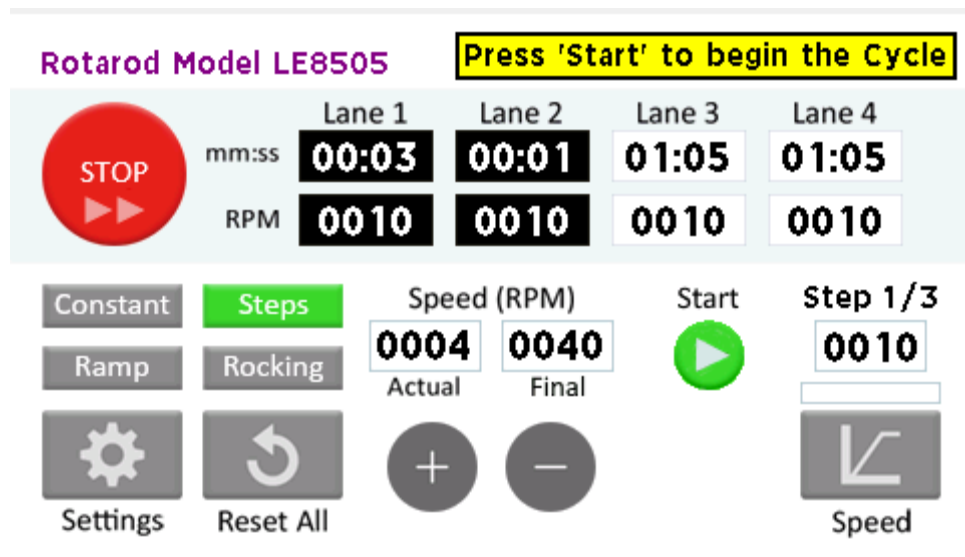 Rotarod Model LE8505
Press 'Start' to begin the Cycle
Lane 1 Lane 2 Lane 3 Lane 4
STOP
mm:ss 00:03 00:01 01:05 01:05
RPM 0010 0010 0010 0010
Constant Steps Speed (RPM) Start Step 1/3
0004 0040 0010
Ramp Rocking Actual Final
Settings Reset All + − Speed